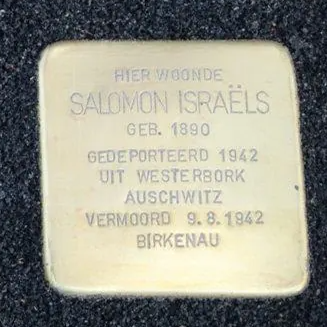 HIER WOONDE
SALOMON ISRAËLS
GEB. 1890
GEDEPORTEERD 1942
UIT WESTERBORK
AUSCHWITZ
VERMOORD 9.8.1942
BIRKENAU